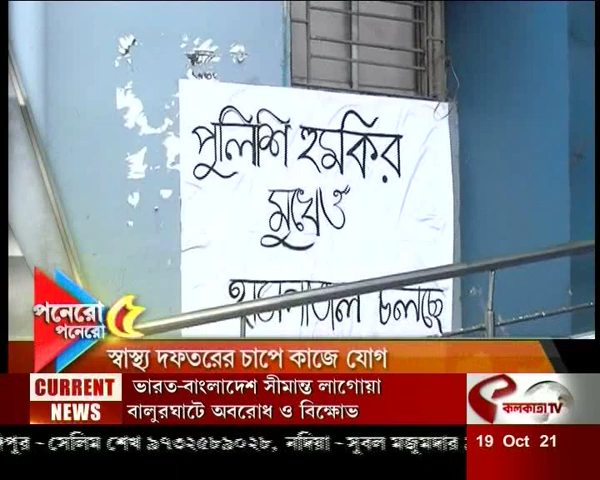 পুলিশি হুমকির
মুখেও
চলছে
পনেরো ৫
পনেরো
স্বাস্থ্য দফতরের চাপে কাজে যোগ
CURRENT NEWS
ভারত-বাংলাদেশ সীমান্ত লাগোয়া
বালুরঘাটে অবরোধ ও বিক্ষোভ
কলকাতা TV
পুর - সেলিম শেখ ৯৭৩২৫৮৯০২৮, নদিয়া - সুবল মজুমদার
19 Oct 21